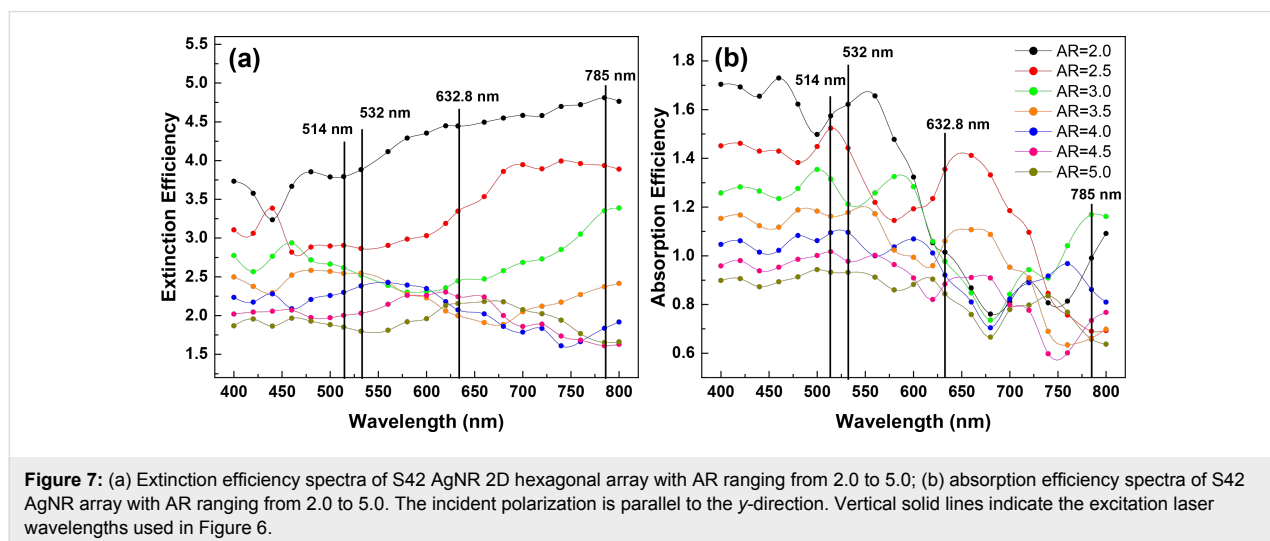 (a)
514 nm
532 nm
632.8 nm
785 nm
Extinction Efficiency
5.0
4.5
4.0
3.5
3.0
2.5
2.0
1.5
400 450 500 550 600 650 700 750 800
Wavelength (nm)
(b)
514 nm
532 nm
632.8 nm
785 nm
AR=2.0
AR=2.5
AR=3.0
AR=3.5
AR=4.0
AR=4.5
AR=5.0
Absorption Efficiency
1.8
1.6
1.4
1.2
1.0
0.8
0.6
400 450 500 550 600 650 700 750 800
Wavelength (nm)
Figure 7: (a) Extinction efficiency spectra of S42 AgNR 2D hexagonal array with AR ranging from 2.0 to 5.0; (b) absorption efficiency spectra of S42
AgNR array with AR ranging from 2.0 to 5.0. The incident polarization is parallel to the y-direction. Vertical solid lines indicate the excitation laser
wavelengths used in Figure 6.